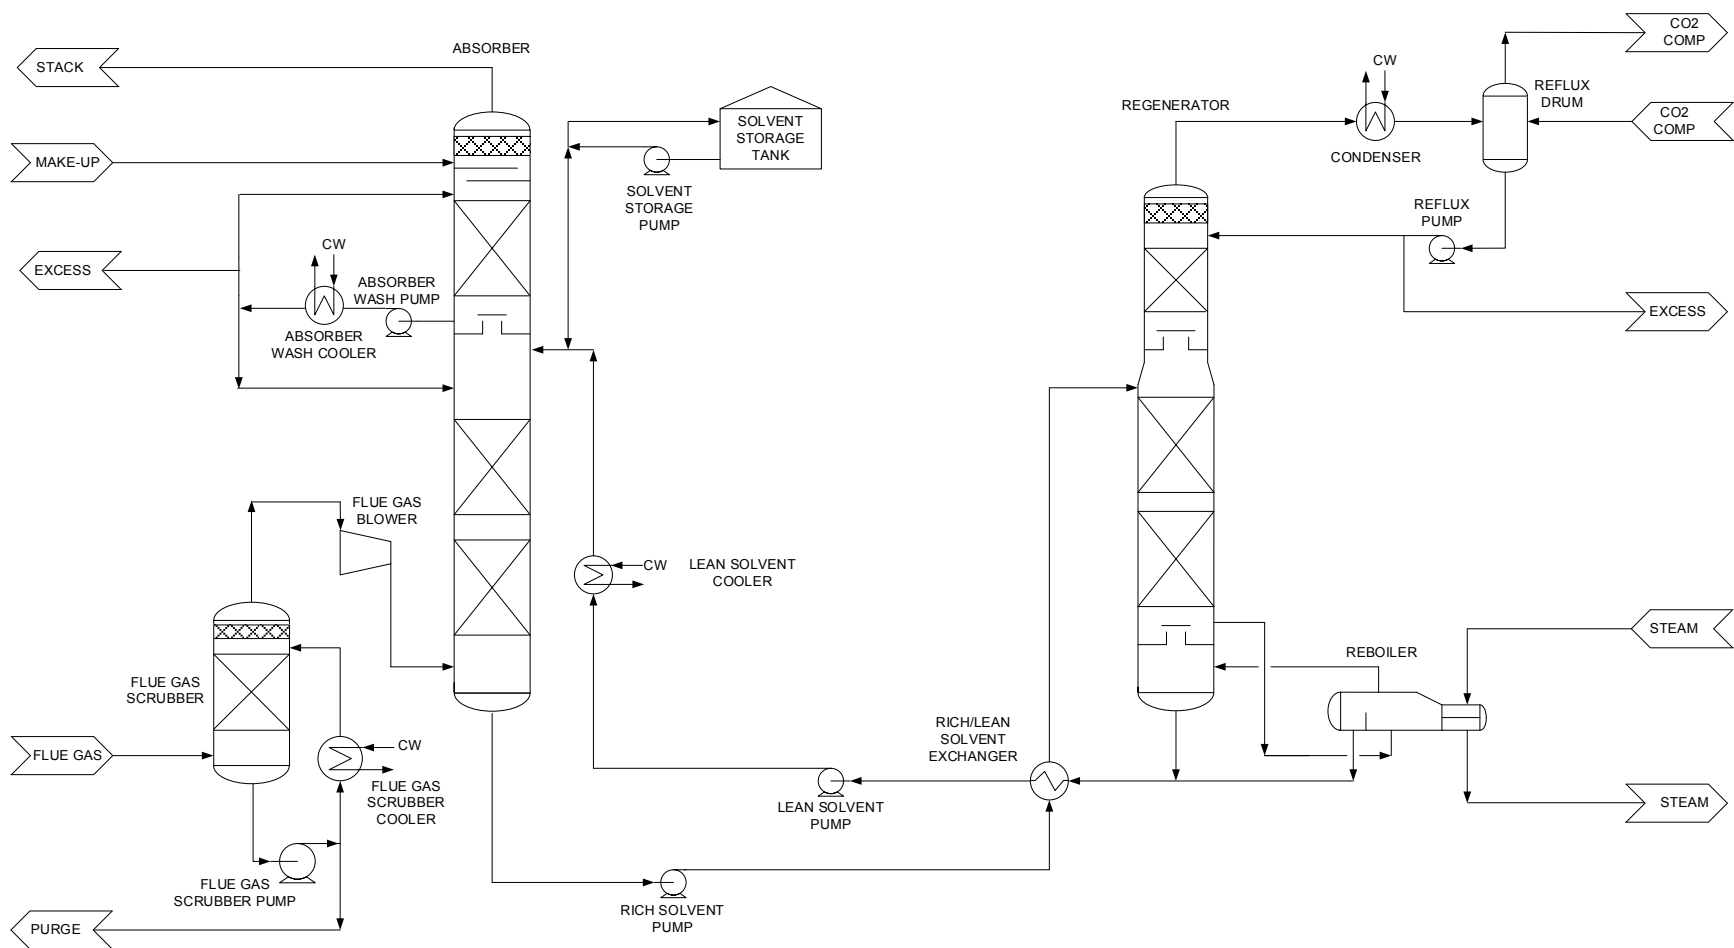 CO2
COMP
ABSORBER
STACK
CW
REFLUX
DRUM
REGENERATOR
CO2
COMP
SOLVENT
STORAGE
TANK
CONDENSER
MAKE-UP
SOLVENT
STORAGE
PUMP
REFLUX
PUMP
CW
EXCESS
ABSORBER
WASH PUMP
EXCESS
ABSORBER
WASH COOLER
FLUE GAS
BLOWER
CW
LEAN SOLVENT
COOLER
STEAM
REBOILER
FLUE GAS
SCRUBBER
RICH/LEAN
SOLVENT
EXCHANGER
CW
FLUE GAS
FLUE GAS
SCRUBBER
COOLER
LEAN SOLVENT
PUMP
STEAM
FLUE GAS
SCRUBBER PUMP
RICH SOLVENT
PUMP
PURGE